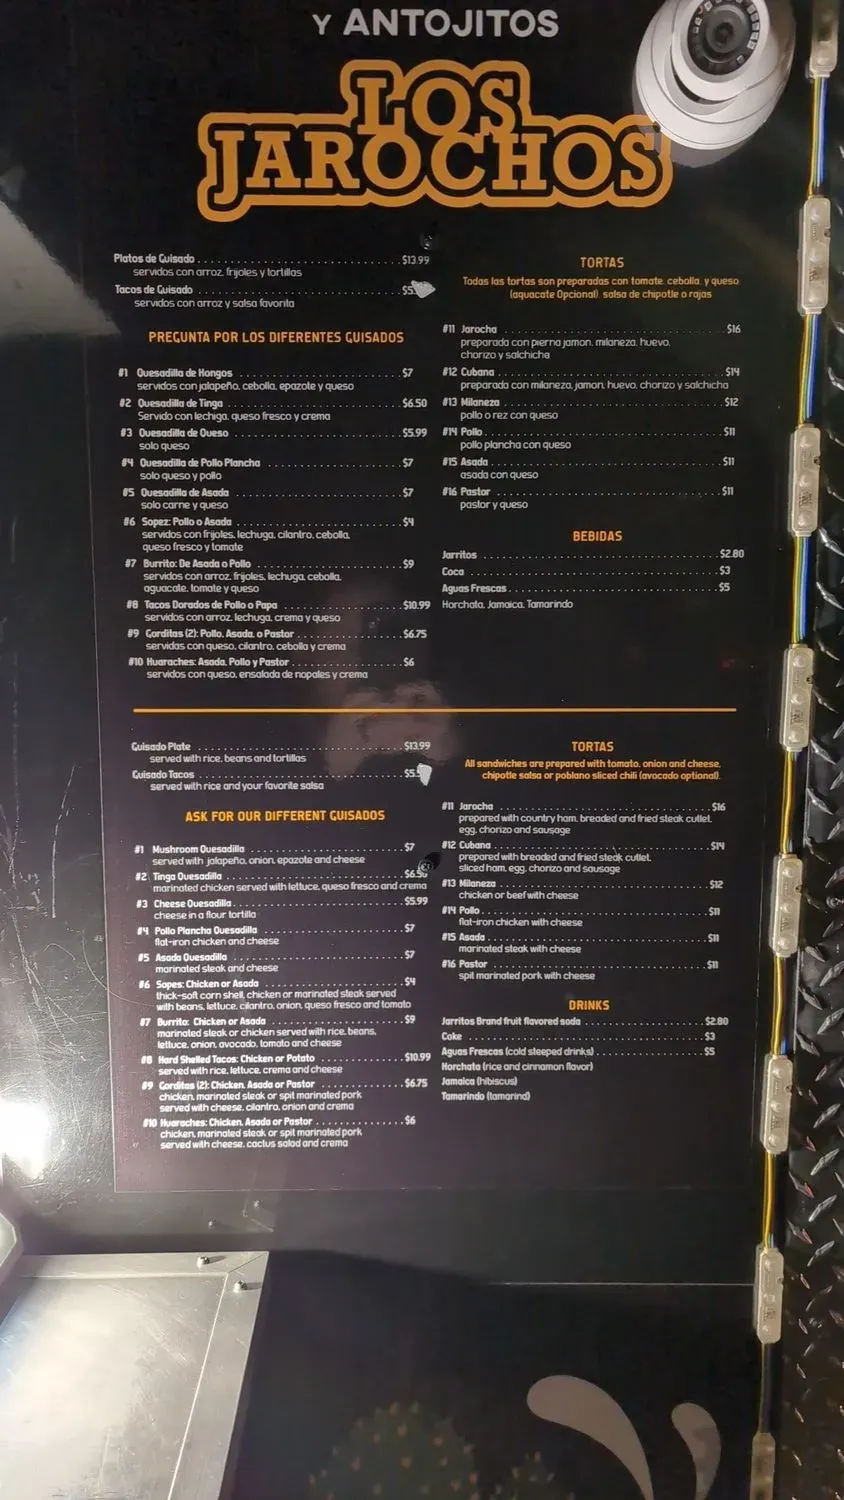 Y ANTOJITOS
LOS
JAROCHOS
Platos de Guisado $13.99
servidos con arroz, frijoles y tortillas
Tacos de Guisado $5.
servidos con arroz y salsa favorita
PREGUNTA POR LOS DIFERENTES GUISADOS
#1 Quesadilla de Hongos $7
servidos con jalapeño, cebolla, epazote y queso
#2 Quesadilla de Tinga $6.50
Servido con lechiga, queso fresco y crema
#3 Quesadilla de Queso $5.99
solo queso
#4 Quesadilla de Pollo Plancha $7
solo queso y pollo
#5 Quesadilla de Asada $7
solo carne y queso
#6 Sopez: Pollo o Asada $4
servidos con frijoles, lechuga, cilantro, cebolla,
queso fresco y tomate
#7 Burrito: De Asada o Pollo $9
servidos con arroz, frijoles, lechuga, cebolla,
aguacate, tomate y queso
#8 Tacos Dorados de Pollo o Papa $10.99
servidos con arroz, lechuga, crema y queso
#9 Gorditas (2): Pollo, Asada, o Pastor $6.75
servidas con queso, cilantro, cebolla y crema
#10 Huaraches: Asada, Pollo y Pastor $6
servidos con queso, ensalada de nopales y crema
TORTAS
Todas las tortas son preparadas con tomate, cebolla, y queso
(aguacate Opcional), salsa de chipotle o rajas
#11 Jarocha $16
preparada con pierna jamon, milaneza, huevo,
chorizo y salchicha
#12 Cubana $14
preparada con milaneza, jamon, huevo, chorizo y salchicha
#13 Milaneza $12
pollo o rez con queso
#14 Pollo $11
pollo plancha con queso
#15 Asada $11
asada con queso
#16 Pastor $11
pastor y queso
BEBIDAS
Jarritos $2.80
Coca $3
Aguas Frescas $5
Horchata, Jamaica, Tamarindo
Guisado Plate $13.99
served with rice, beans and tortillas
Guisado Tacos $5.
served with rice and your favorite salsa
ASK FOR OUR DIFFERENT GUISADOS
#1 Mushroom Quesadilla $7
served with jalapeño, onion, epazote and cheese
#2 Tinga Quesadilla $6.50
marinated chicken served with lettuce, queso fresco and crema
#3 Cheese Quesadilla $5.99
cheese in a flour tortilla
#4 Pollo Plancha Quesadilla $7
flat-iron chicken and cheese
#5 Asada Quesadilla $7
marinated steak and cheese
#6 Sopes: Chicken or Asada $4
thick-soft corn shell, chicken or marinated steak served
with beans, lettuce, cilantro, onion, queso fresco and tomato
#7 Burrito: Chicken or Asada $9
marinated steak or chicken served with rice, beans,
lettuce, onion, avocado, tomato and cheese
#8 Hard Shelled Tacos: Chicken or Potato $10.99
served with rice, lettuce, crema and cheese
#9 Gorditas (2): Chicken, Asada or Pastor $6.75
chicken, marinated steak or spit marinated pork
served with cheese, cilantro, onion and crema
#10 Huaraches: Chicken, Asada or Pastor $6
chicken, marinated steak or spit marinated pork
served with cheese, cactus salad and crema
TORTAS
All sandwiches are prepared with tomato, onion and cheese,
chipotle salsa or poblano sliced chili (avocado optional).
#11 Jarocha $16
prepared with country ham, breaded and fried steak cutlet,
egg, chorizo and sausage
#12 Cubana $14
prepared with breaded and fried steak cutlet,
sliced ham, egg, chorizo and sausage
#13 Milaneza $12
chicken or beef with cheese
#14 Pollo $11
flat-iron chicken with cheese
#15 Asada $11
marinated steak with cheese
#16 Pastor $11
spit marinated pork with cheese
DRINKS
Jarritos Brand fruit flavored soda $2.80
Coke $3
Aguas Frescas (cold steeped drinks) $5
Horchata (rice and cinnamon flavor)
Jamaica (hibiscus)
Tamarindo (tamarind)